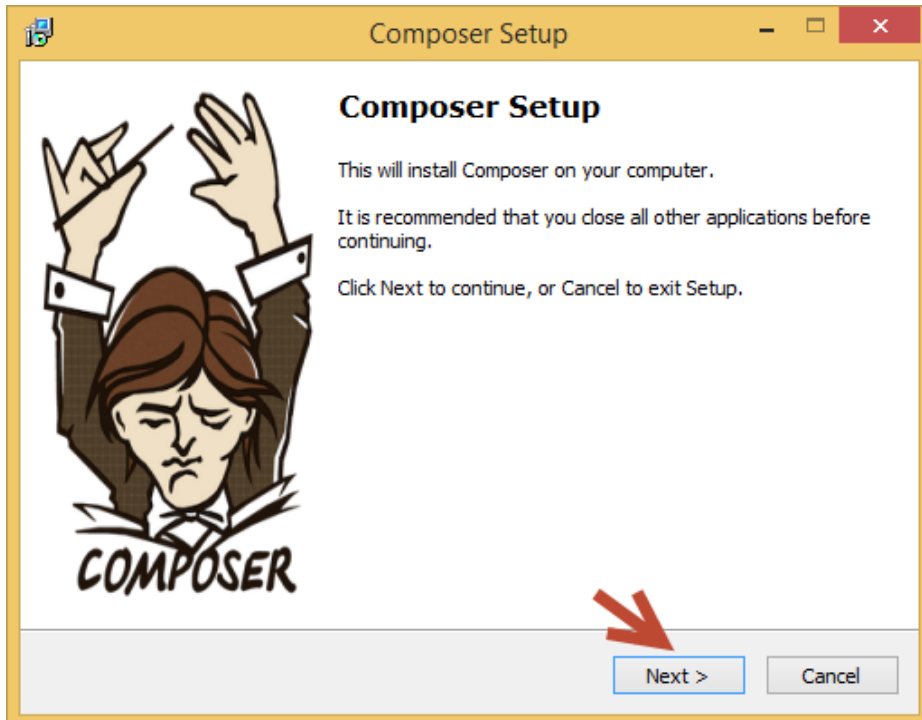 Composer Setup
Composer Setup
This will install Composer on your computer.
It is recommended that you close all other applications before
continuing.
Click Next to continue, or Cancel to exit Setup.
COMPOSER
Next >
Cancel